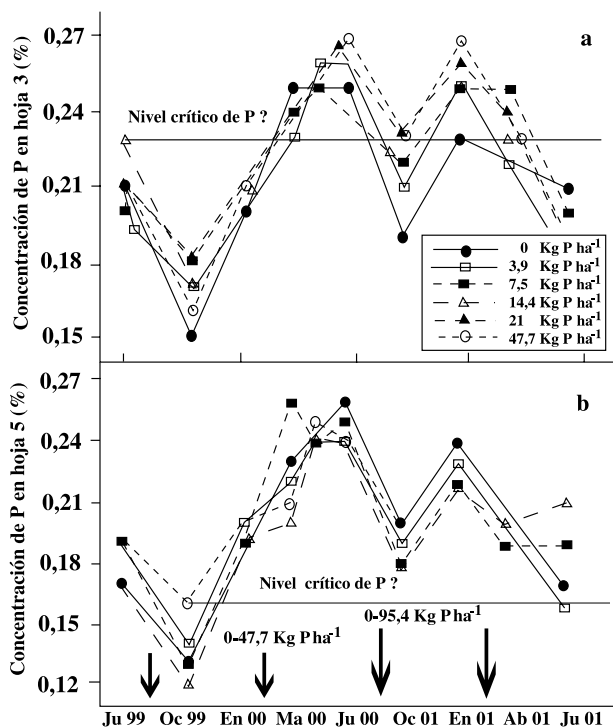 Concentración de P en hoja 3 (%)
0,27
0,24
0,21
0,18
0,15
a
Nivel crítico de P ?
0 Kg P ha-1
3,9 Kg P ha-1
7,5 Kg P ha-1
14,4 Kg P ha-1
21 Kg P ha-1
47,7 Kg P ha-1
Concentración de P en hoja 5 (%)
0,27
0,24
0,21
0,18
0,15
0,12
b
Nivel crítico de P ?
0-47,7 Kg P ha-1
0-95,4 Kg P ha-1
Ju 99 Oc 99 En 00 Ma 00 Ju 00 Oc 01 En 01 Ab 01 Ju 01